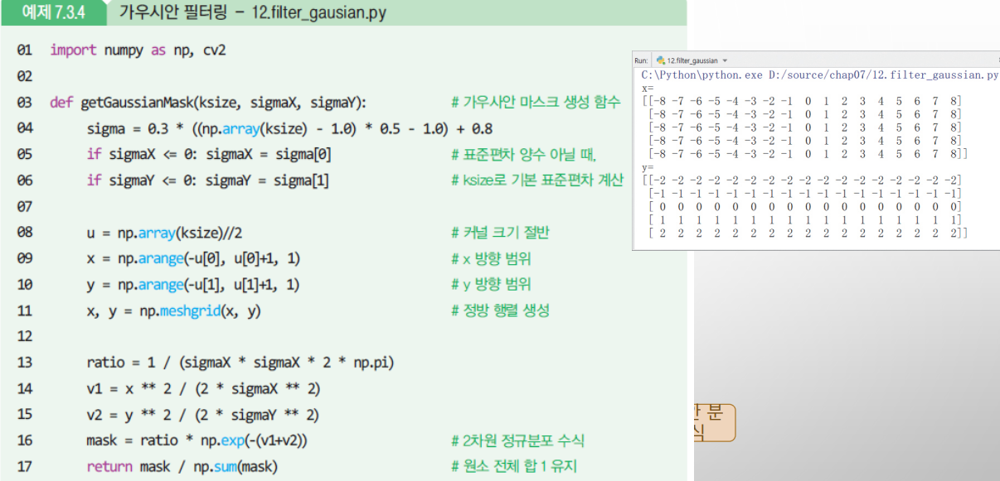 예제 7.3.4 가우시안 필터링 - 12.filter_gausian.py
01 import numpy as np, cv2
02
03 def getGaussianMask(ksize, sigmaX, sigmaY): # 가우사안 마스크 생성 함수
04 sigma = 0.3 * ((np.array(ksize) - 1.0) * 0.5 - 1.0) + 0.8
05 if sigmaX <= 0: sigmaX = sigma[0] # 표준편차 양수 아닐 때,
06 if sigmaY <= 0: sigmaY = sigma[1] # ksize로 기본 표준편차 계산
07
08 u = np.array(ksize)//2 # 커널 크기 절반
09 x = np.arange(-u[0], u[0]+1, 1) # x 방향 범위
10 y = np.arange(-u[1], u[1]+1, 1) # y 방향 범위
11 x, y = np.meshgrid(x, y) # 정방 행렬 생성
12
13 ratio = 1 / (sigmaX * sigmaX * 2 * np.pi)
14 v1 = x ** 2 / (2 * sigmaX ** 2)
15 v2 = y ** 2 / (2 * sigmaY ** 2)
16 mask = ratio * np.exp(-(v1+v2)) # 2차원 정규분포 수식
17 return mask / np.sum(mask) # 원소 전체 합 1 유지
Run: 12.filter_gaussian
C:\Python\python.exe D:/source/chap07/12.filter_gaussian.py
x=
[[-8 -7 -6 -5 -4 -3 -2 -1 0 1 2 3 4 5 6 7 8]
[-8 -7 -6 -5 -4 -3 -2 -1 0 1 2 3 4 5 6 7 8]
[-8 -7 -6 -5 -4 -3 -2 -1 0 1 2 3 4 5 6 7 8]
[-8 -7 -6 -5 -4 -3 -2 -1 0 1 2 3 4 5 6 7 8]
[-8 -7 -6 -5 -4 -3 -2 -1 0 1 2 3 4 5 6 7 8]]
y=
[[-2 -2 -2 -2 -2 -2 -2 -2 -2 -2 -2 -2 -2 -2 -2 -2 -2]
[-1 -1 -1 -1 -1 -1 -1 -1 -1 -1 -1 -1 -1 -1 -1 -1 -1]
[ 0 0 0 0 0 0 0 0 0 0 0 0 0 0 0 0 0]
[ 1 1 1 1 1 1 1 1 1 1 1 1 1 1 1 1 1]
[ 2 2 2 2 2 2 2 2 2 2 2 2 2 2 2 2 2]]
분
식